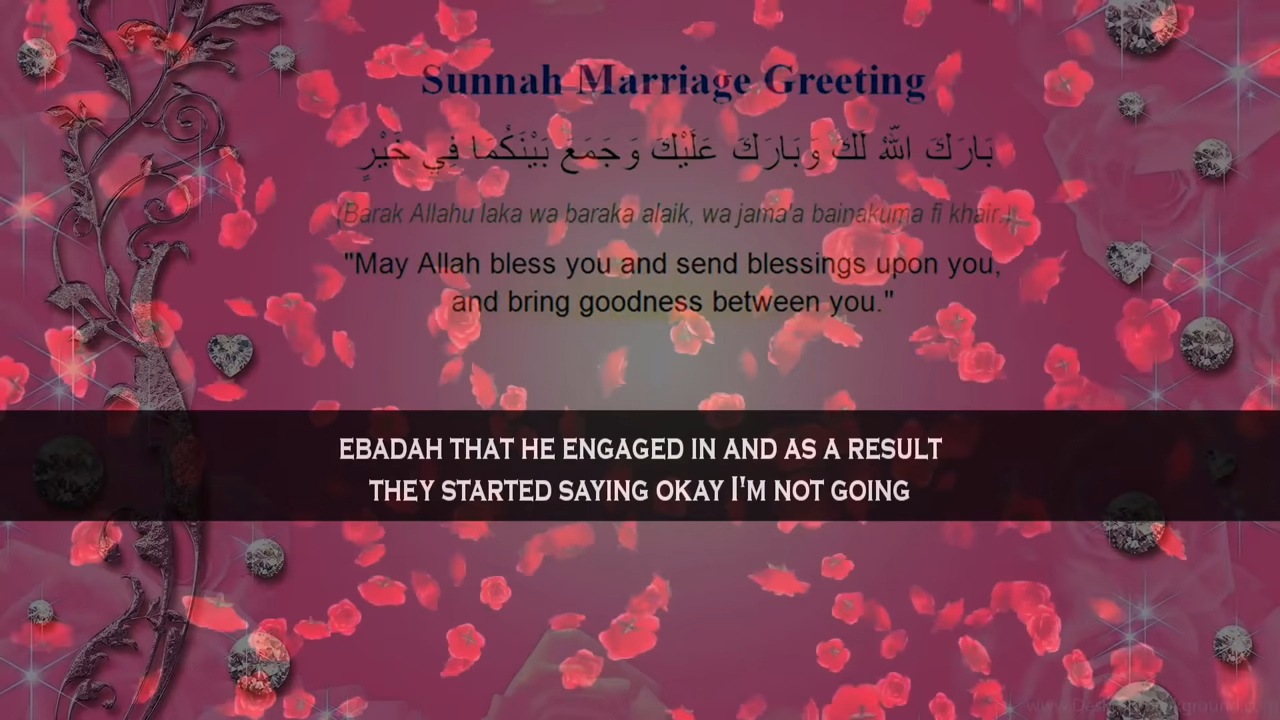 Sunnah Marriage Greeting
بَارَكَ اللَّهُ لَكَ وَبَارَكَ عَلَيْكَ وَجَمَعَ بَيْنَكُمَا فِي خَيْرٍ
(Barak Allahu laka wa baraka alaik, wa jama'a bainakuma fi khair.)
"May Allah bless you and send blessings upon you,
and bring goodness between you."
EBADAH THAT HE ENGAGED IN AND AS A RESULT
THEY STARTED SAYING OKAY I'M NOT GOING